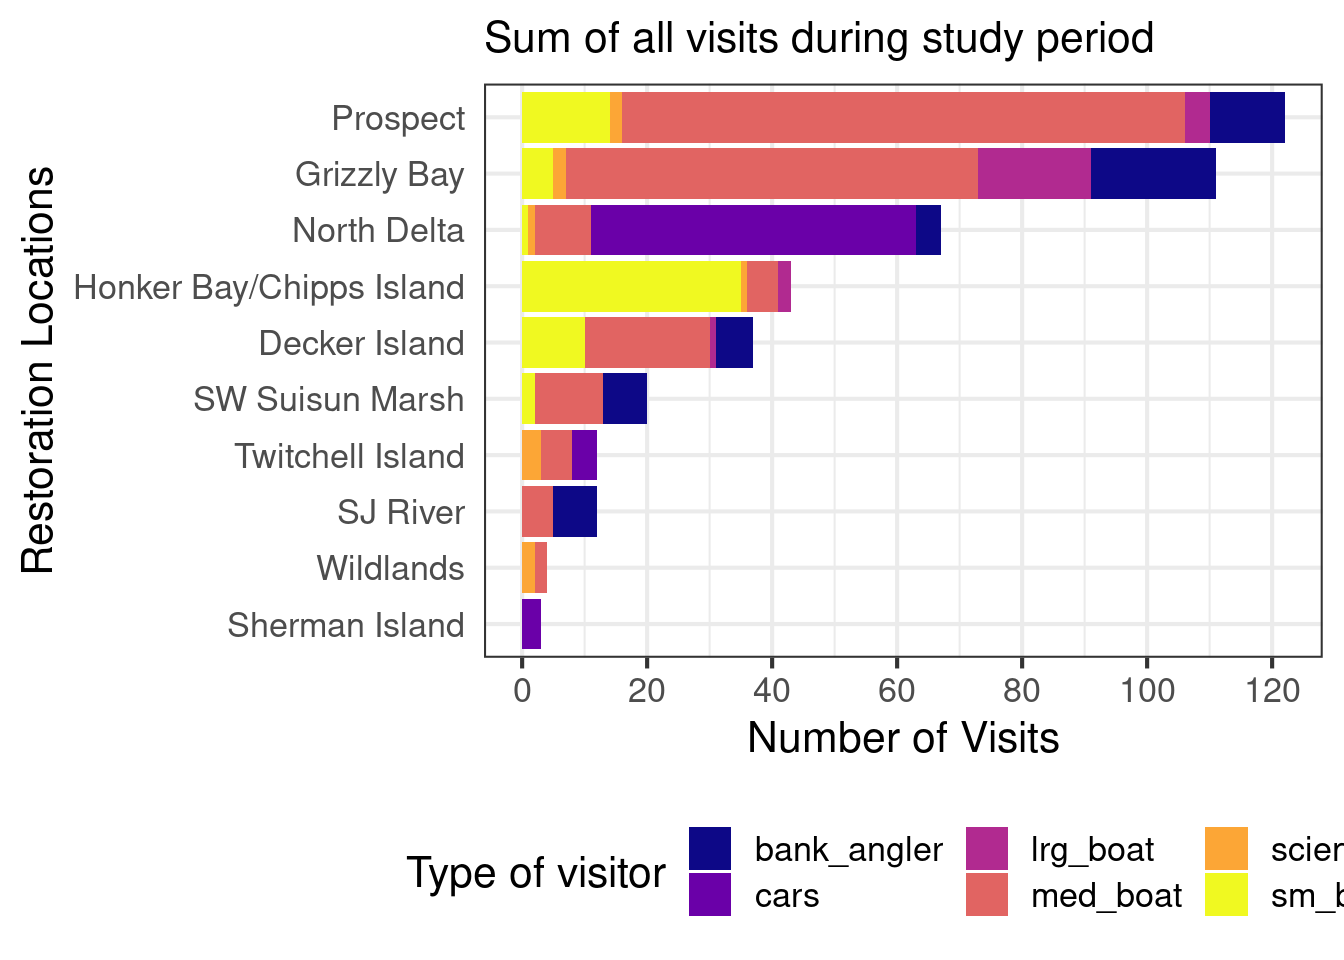 Sum of all visits during study period
Restoration Locations
Prospect
Grizzly Bay
North Delta
Honker Bay/Chipps Island
Decker Island
SW Suisun Marsh
Twitchell Island
SJ River
Wildlands
Sherman Island
0 20 40 60 80 100 120
Number of Visits
Type of visitor
bank_angler lrg_boat
cars med_boat